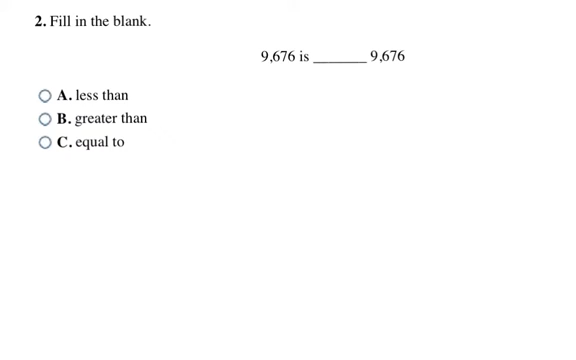 2. Fill in the blank.
9,676 is _______ 9,676
A. less than
B. greater than
C. equal to